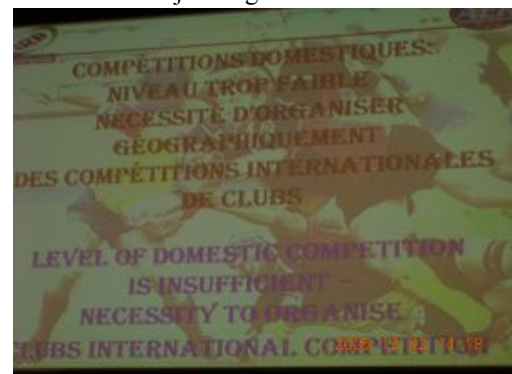 COMPÉTITIONS DOMESTIQUES:
NIVEAU TROP FAIBLE –
NÉCESSITÉ D'ORGANISER
GÉOGRAPHIQUEMENT
DES COMPÉTITIONS INTERNATIONALES
DE CLUBS
LEVEL OF DOMESTIC COMPETITION
IS INSUFFICIENT –
NECESSITY TO ORGANISE
CLUBS INTERNATIONAL COMPETITION